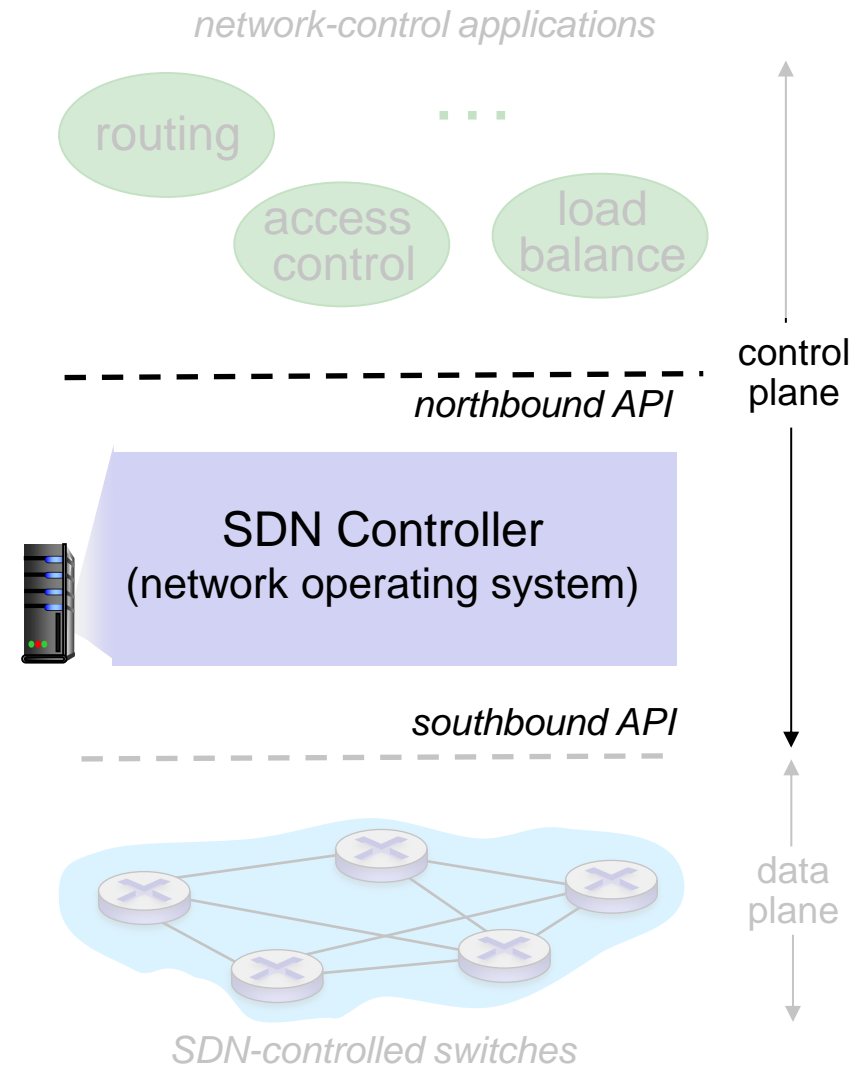 network-control applications
routing
…
access
control
load
balance
control
plane
northbound API
SDN Controller
(network operating system)
southbound API
data
plane
SDN-controlled switches